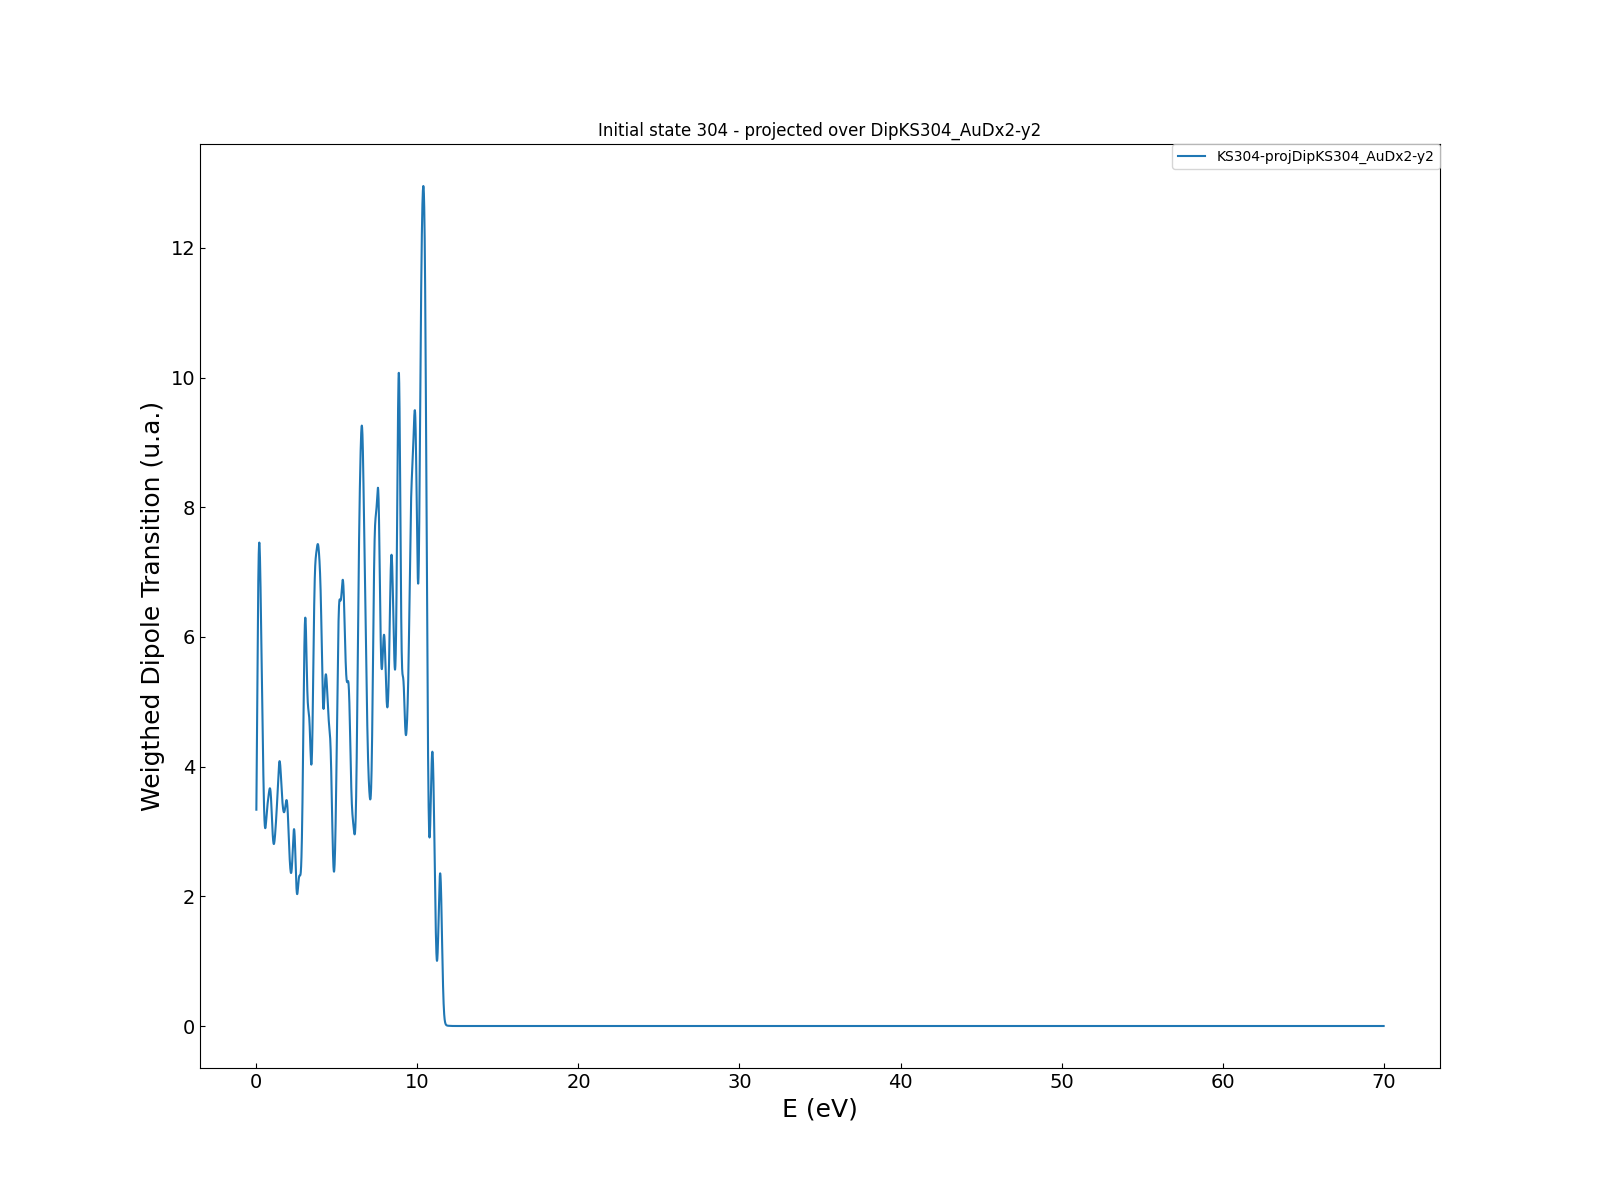 Initial state 304 - projected over DipKS304_AuDx2-y2
KS304-projDipKS304_AuDx2-y2
12
10
8
6
4
2
0
Weigthed Dipole Transition (u.a.)
0 10 20 30 40 50 60 70
E (eV)